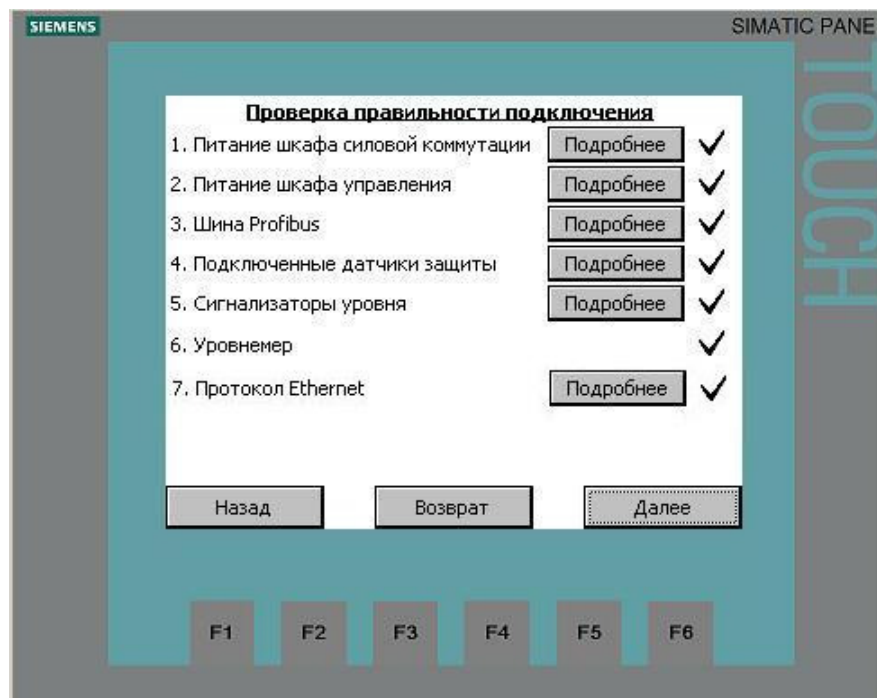 SIEMENS
SIMATIC PANEL
TOUCH
Проверка правильности подключения
1. Питание шкафа силовой коммутации Подробнее
2. Питание шкафа управления Подробнее
3. Шина Profibus Подробнее
4. Подключенные датчики защиты Подробнее
5. Сигнализаторы уровня Подробнее
6. Уровнемер
7. Протокол Ethernet Подробнее
Назад Возврат Далее
F1 F2 F3 F4 F5 F6